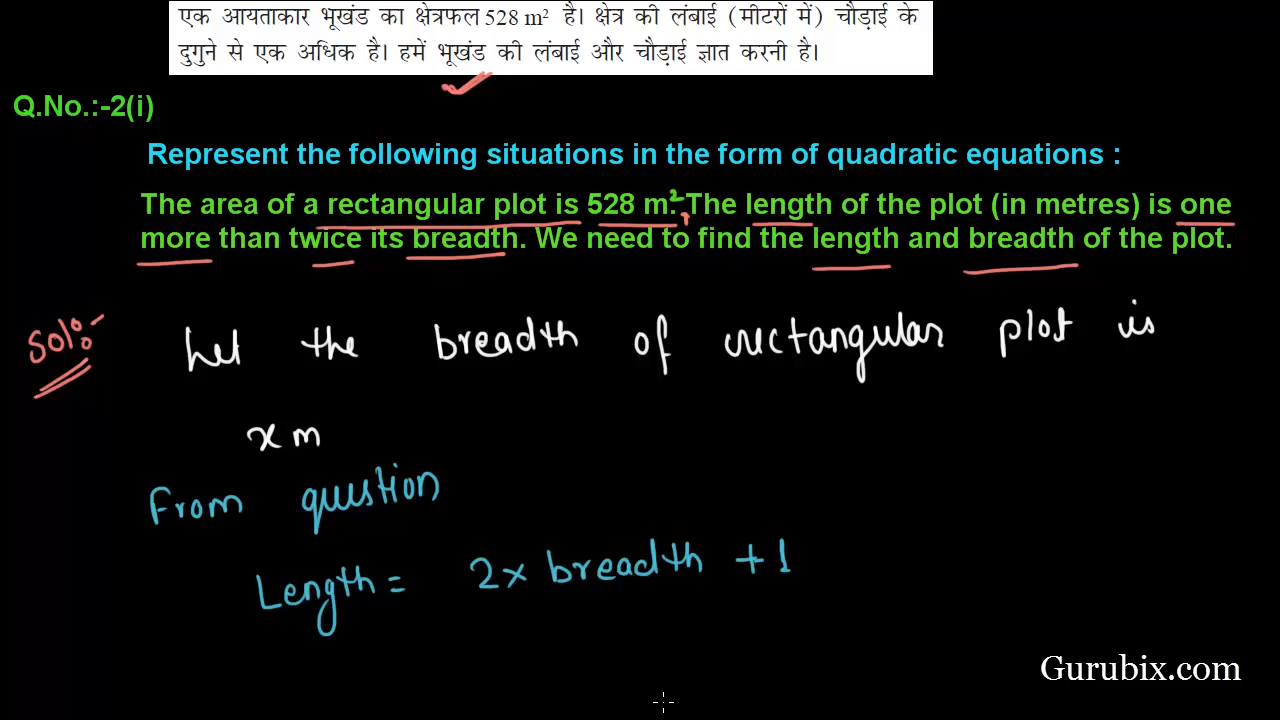 एक आयताकार भूखंड का क्षेत्रफल 528 m² है। क्षेत्र की लंबाई (मीटरों में) चौड़ाई के
दुगुने से एक अधिक है। हमें भूखंड की लंबाई और चौड़ाई ज्ञात करनी है।
Q.No.:-2(i)
Represent the following situations in the form of quadratic equations :
The area of a rectangular plot is 528 m². The length of the plot (in metres) is one
more than twice its breadth. We need to find the length and breadth of the plot.
Sol:- Let the breadth of rectangular plot is
x m
From question
Length = 2x breadth + 1
Gurubix.com